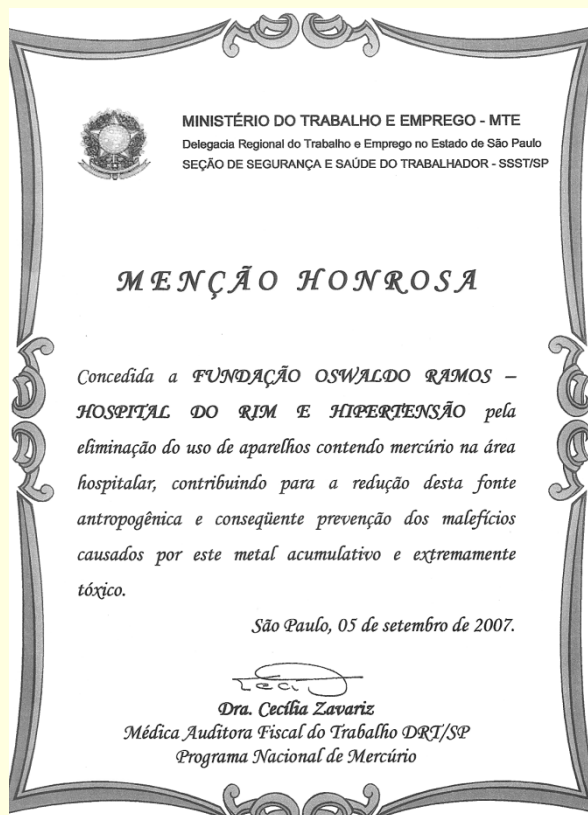 MINISTÉRIO DO TRABALHO E EMPREGO - MTE
Delegacia Regional do Trabalho e Emprego no Estado de São Paulo
SEÇÃO DE SEGURANÇA E SAÚDE DO TRABALHADOR - SSST/SP
MENÇÃO HONROSA
Concedida a FUNDAÇÃO OSWALDO RAMOS –
HOSPITAL DO RIM E HIPERTENSÃO pela
eliminação do uso de aparelhos contendo mercúrio na área
hospitalar, contribuindo para a redução desta fonte
antropogênica e conseqüente prevenção dos malefícios
causados por este metal acumulativo e extremamente
tóxico.
São Paulo, 05 de setembro de 2007.
Dra. Cecília Zavariz
Médica Auditora Fiscal do Trabalho DRT/SP
Programa Nacional de Mercúrio